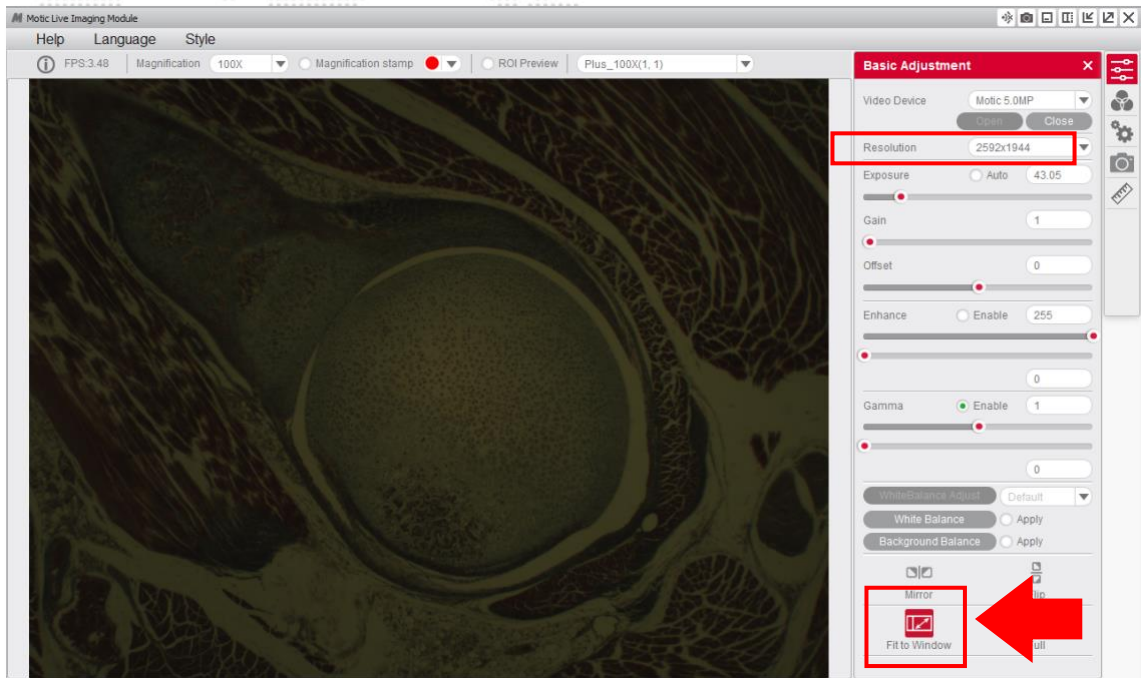 Motic Live Imaging Module
Help Language Style
FPS:3.48 Magnification 100X Magnification stamp ROI Preview Plus_100X(1, 1)
Basic Adjustment
Video Device Motic 5.0MP
Open Close
Resolution 2592x1944
Exposure Auto 43.05
Gain 1
Offset 0
Enhance Enable 255
0
Gamma Enable 1
0
WhiteBalance Adjust Default
White Balance Apply
Background Balance Apply
Mirror
Fit to Window